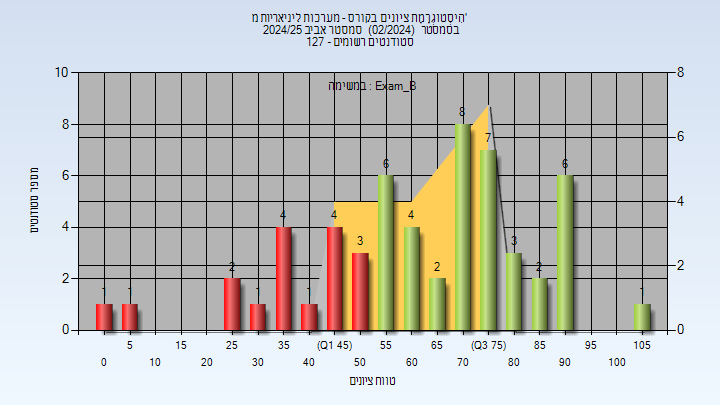 היסטוגרמת ציונים בקורס - מערכות ליניאריות מ'
בסמסטר (02/2024) סמסטר אביב 2024/25
סטודנטים רשומים - 127
במשימה : Exam_B
מספר סטודנטים
10 8 6 4 2 0
8 6 4 2 0
1 1 2 1 4 1 4 3 6 4 2 8 7 3 2 6 1
5 15 25 35 (Q1 45) 55 65 (Q3 75) 85 95 105
0 10 20 30 40 50 60 70 80 90 100
טווח ציונים